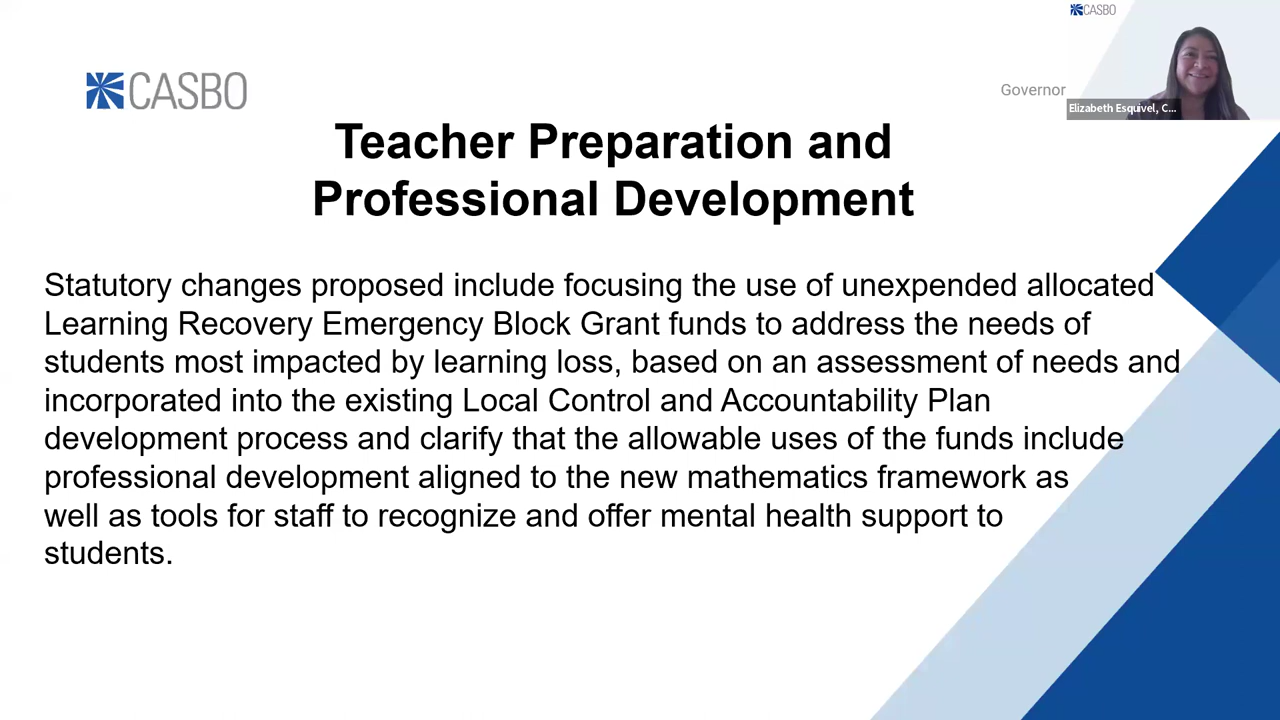 CASBO
CASBO
Governor
Elizabeth Esquivel, C...
Teacher Preparation and
Professional Development
Statutory changes proposed include focusing the use of unexpended allocated
Learning Recovery Emergency Block Grant funds to address the needs of
students most impacted by learning loss, based on an assessment of needs and
incorporated into the existing Local Control and Accountability Plan
development process and clarify that the allowable uses of the funds include
professional development aligned to the new mathematics framework as
well as tools for staff to recognize and offer mental health support to
students.